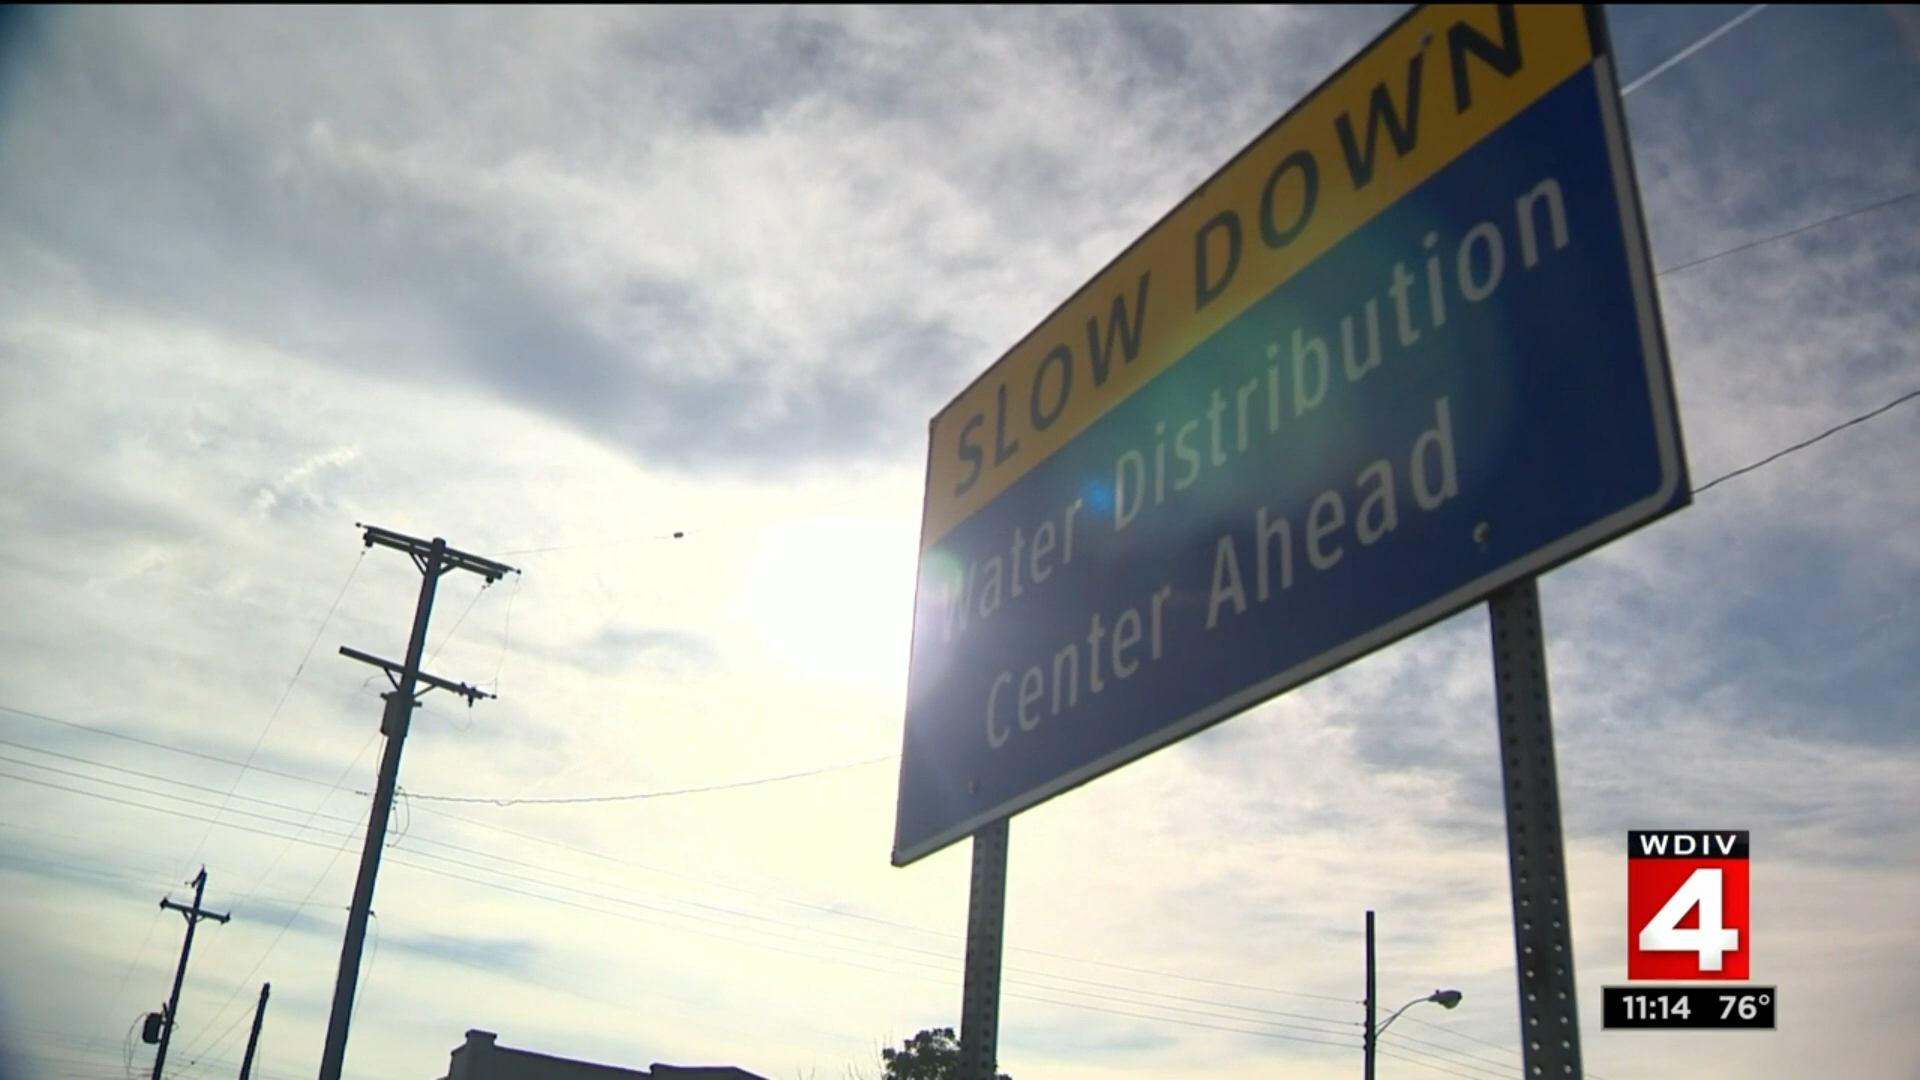 SLOW DOWN
Water Distribution
Center Ahead
WDIV
4
11:14 76°